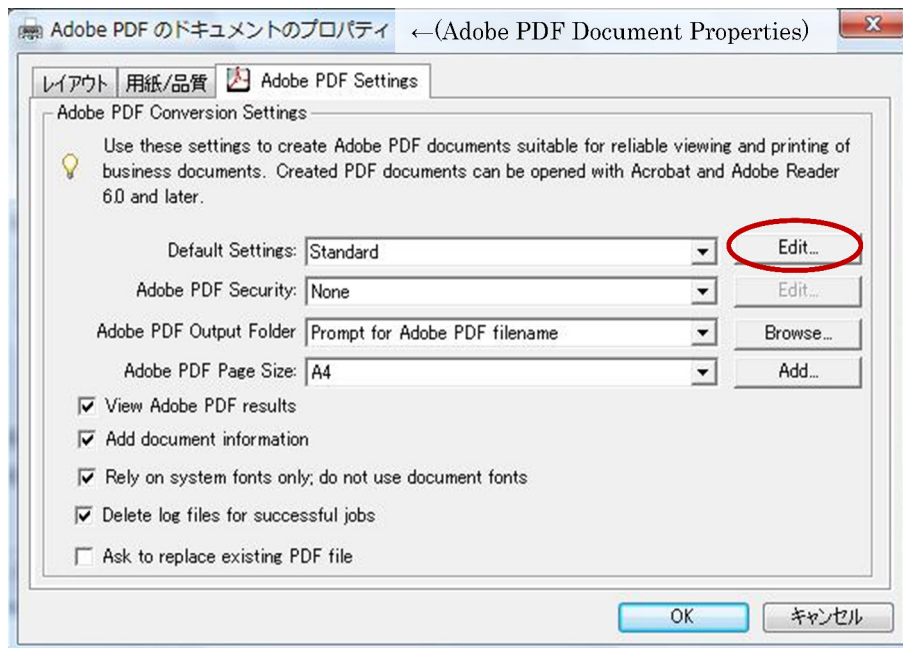 Adobe PDF のドキュメントのプロパティ ←(Adobe PDF Document Properties)
レイアウト 用紙/品質 Adobe PDF Settings
Adobe PDF Conversion Settings
Use these settings to create Adobe PDF documents suitable for reliable viewing and printing of
business documents. Created PDF documents can be opened with Acrobat and Adobe Reader
6.0 and later.
Default Settings: Standard Edit...
Adobe PDF Security: None Edit...
Adobe PDF Output Folder Prompt for Adobe PDF filename Browse...
Adobe PDF Page Size: A4 Add...
View Adobe PDF results
Add document information
Rely on system fonts only; do not use document fonts
Delete log files for successful jobs
Ask to replace existing PDF file
OK キャンセル